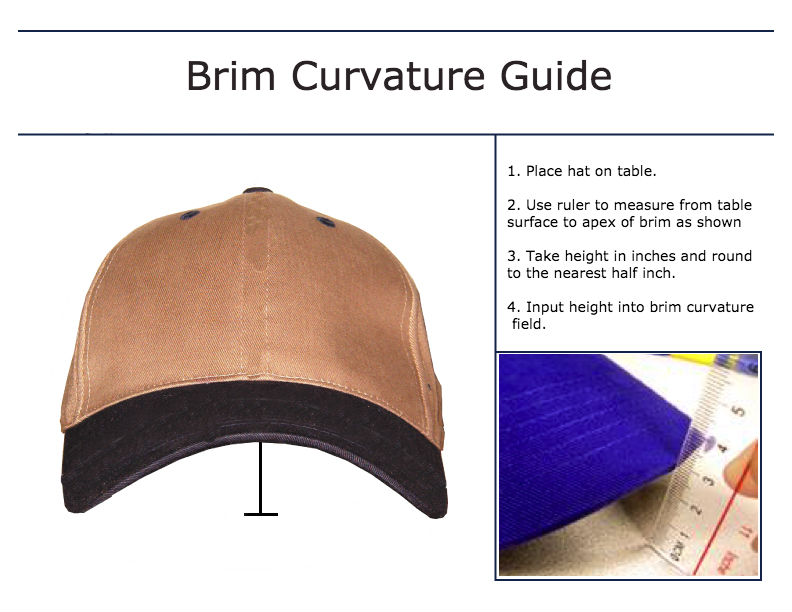 Brim Curvature Guide
1. Place hat on table.
2. Use ruler to measure from table
surface to apex of brim as shown
3. Take height in inches and round
to the nearest half inch.
4. Input height into brim curvature
field.
5
4
3
2
1
0CM
11